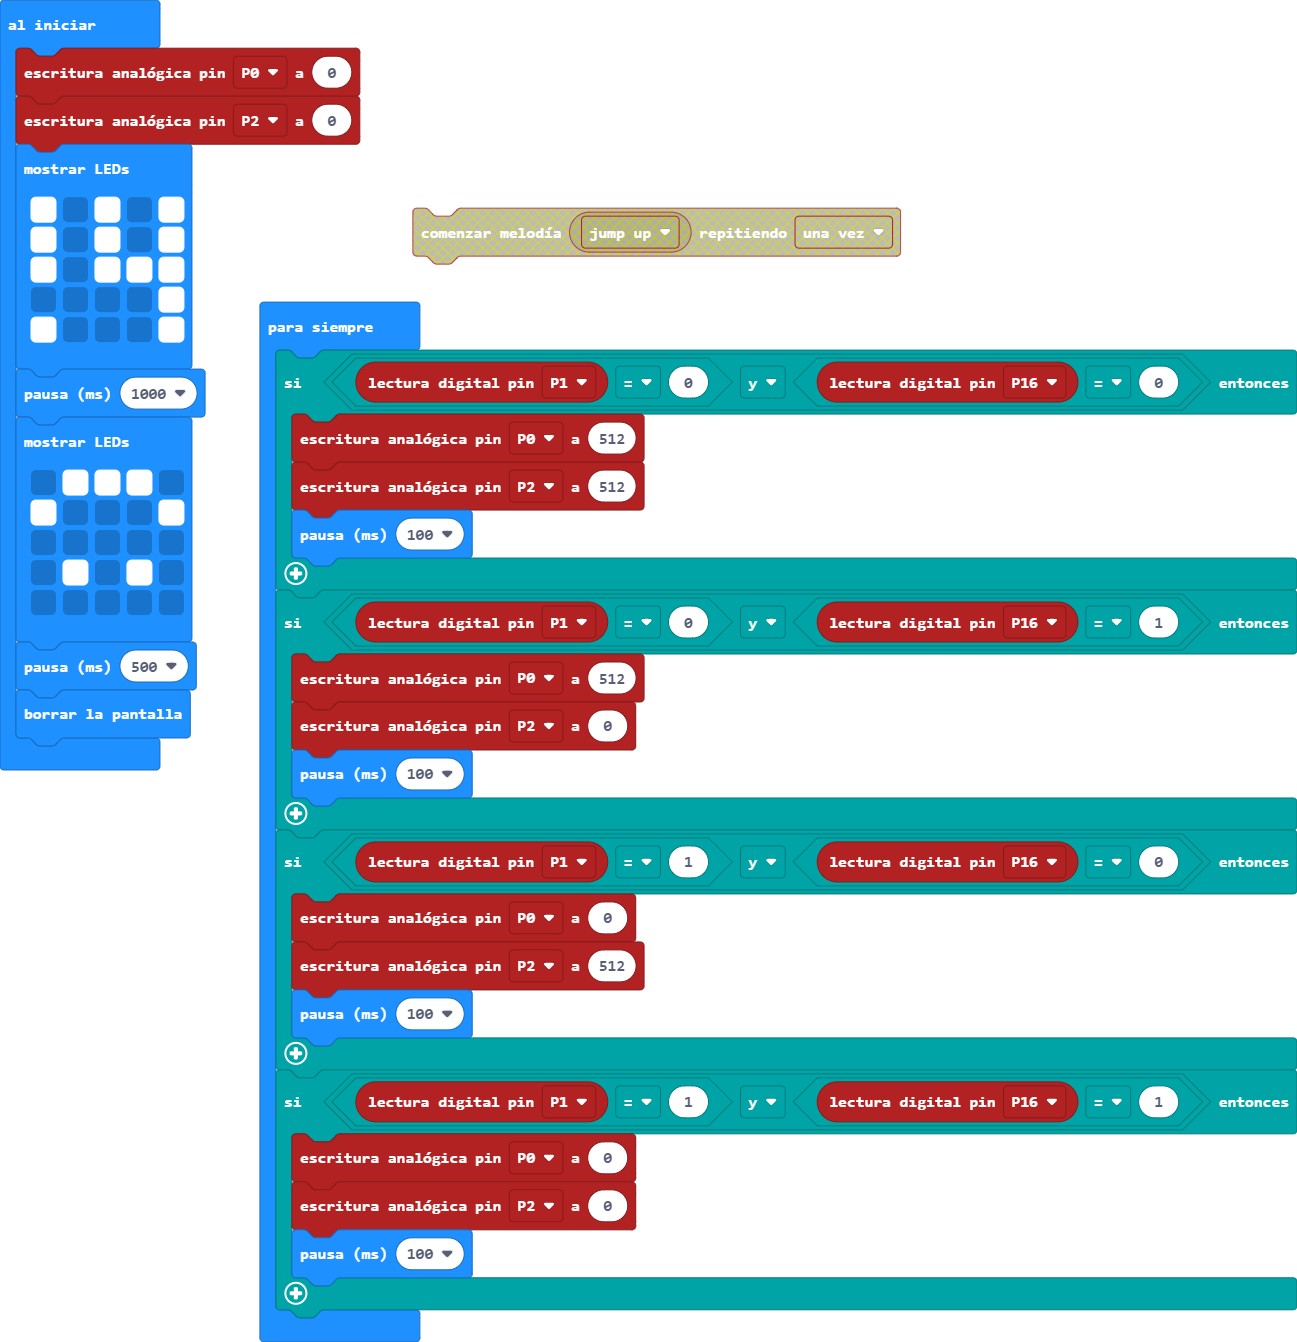 al iniciar
escritura analógica pin P0 a 0
escritura analógica pin P2 a 0
mostrar LEDs
pausa (ms) 1000
mostrar LEDs
pausa (ms) 500
borrar la pantalla
comenzar melodía jump up repitiendo una vez
para siempre
si lectura digital pin P1 = 0 y lectura digital pin P16 = 0 entonces
escritura analógica pin P0 a 512
escritura analógica pin P2 a 512
pausa (ms) 100
si lectura digital pin P1 = 0 y lectura digital pin P16 = 1 entonces
escritura analógica pin P0 a 512
escritura analógica pin P2 a 0
pausa (ms) 100
si lectura digital pin P1 = 1 y lectura digital pin P16 = 0 entonces
escritura analógica pin P0 a 0
escritura analógica pin P2 a 512
pausa (ms) 100
si lectura digital pin P1 = 1 y lectura digital pin P16 = 1 entonces
escritura analógica pin P0 a 0
escritura analógica pin P2 a 0
pausa (ms) 100